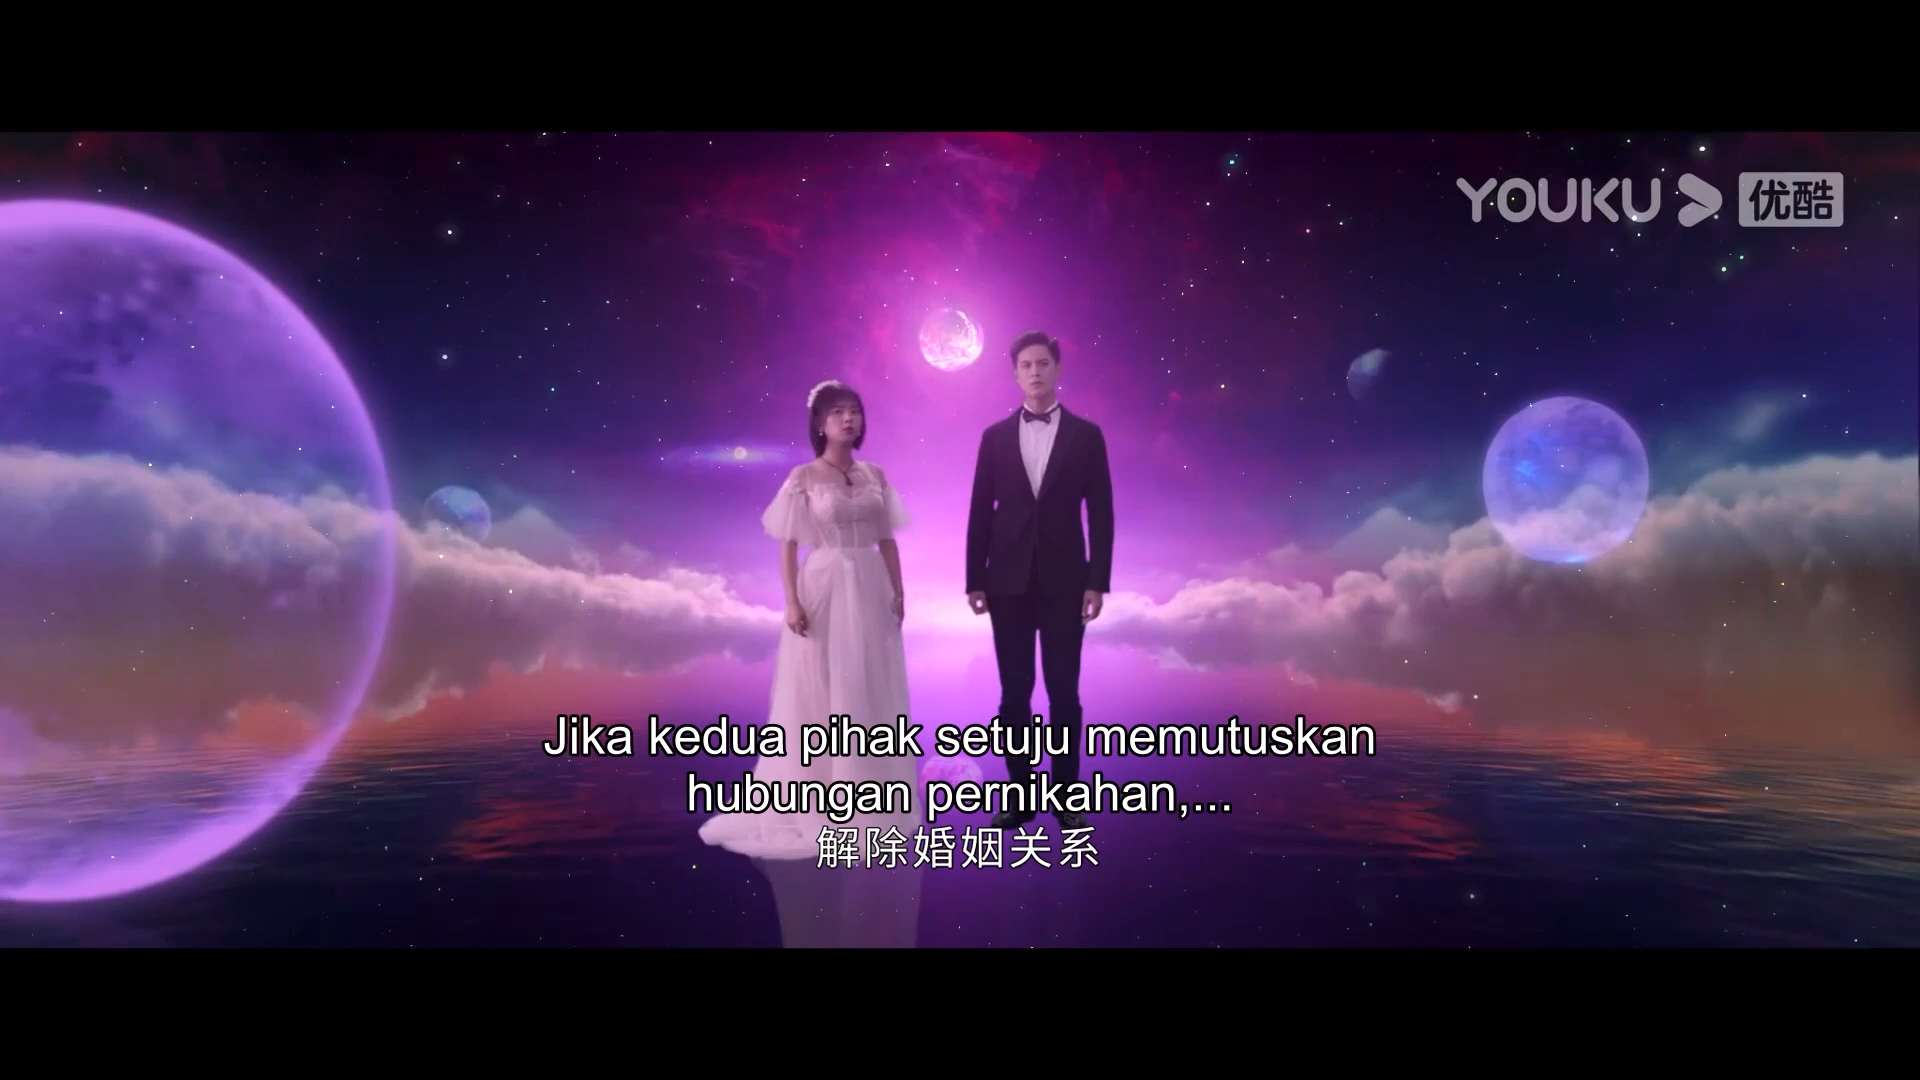 YOUKU 优酷
Jika kedua pihak setuju memutuskan
hubungan pernikahan,...
解除婚姻关系